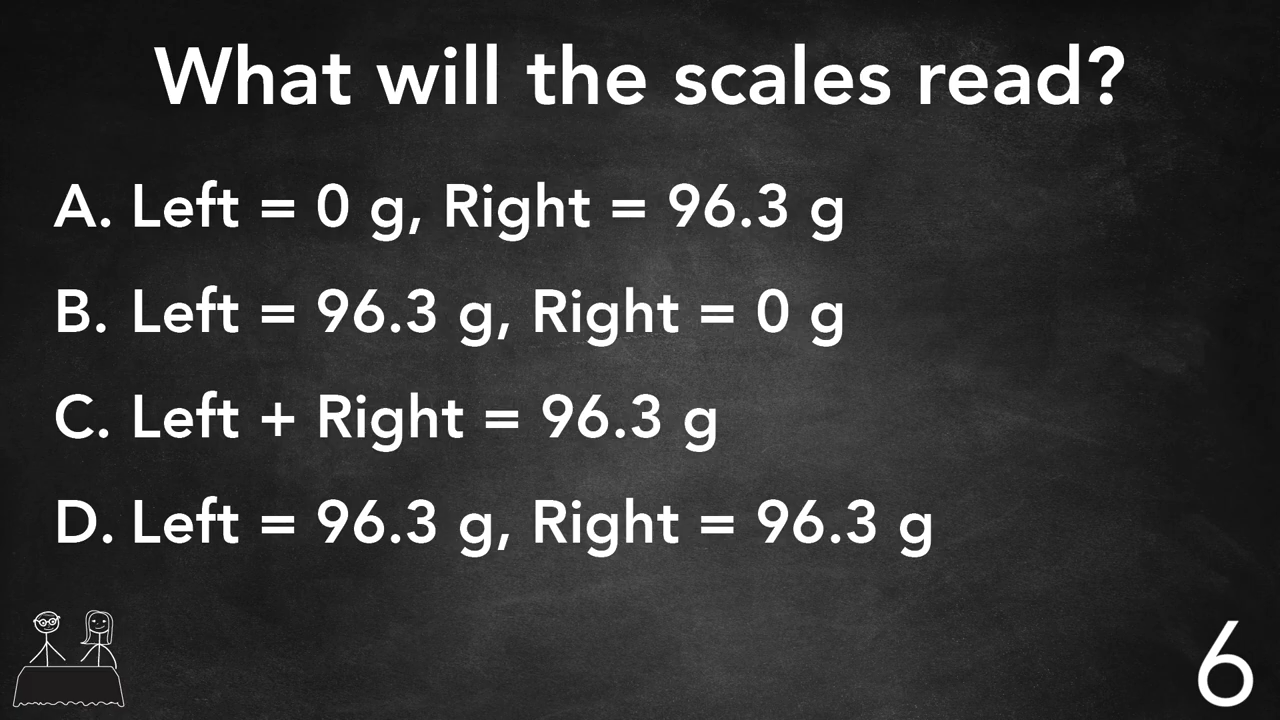 What will the scales read?
A. Left = 0 g, Right = 96.3 g
B. Left = 96.3 g, Right = 0 g
C. Left + Right = 96.3 g
D. Left = 96.3 g, Right = 96.3 g
6